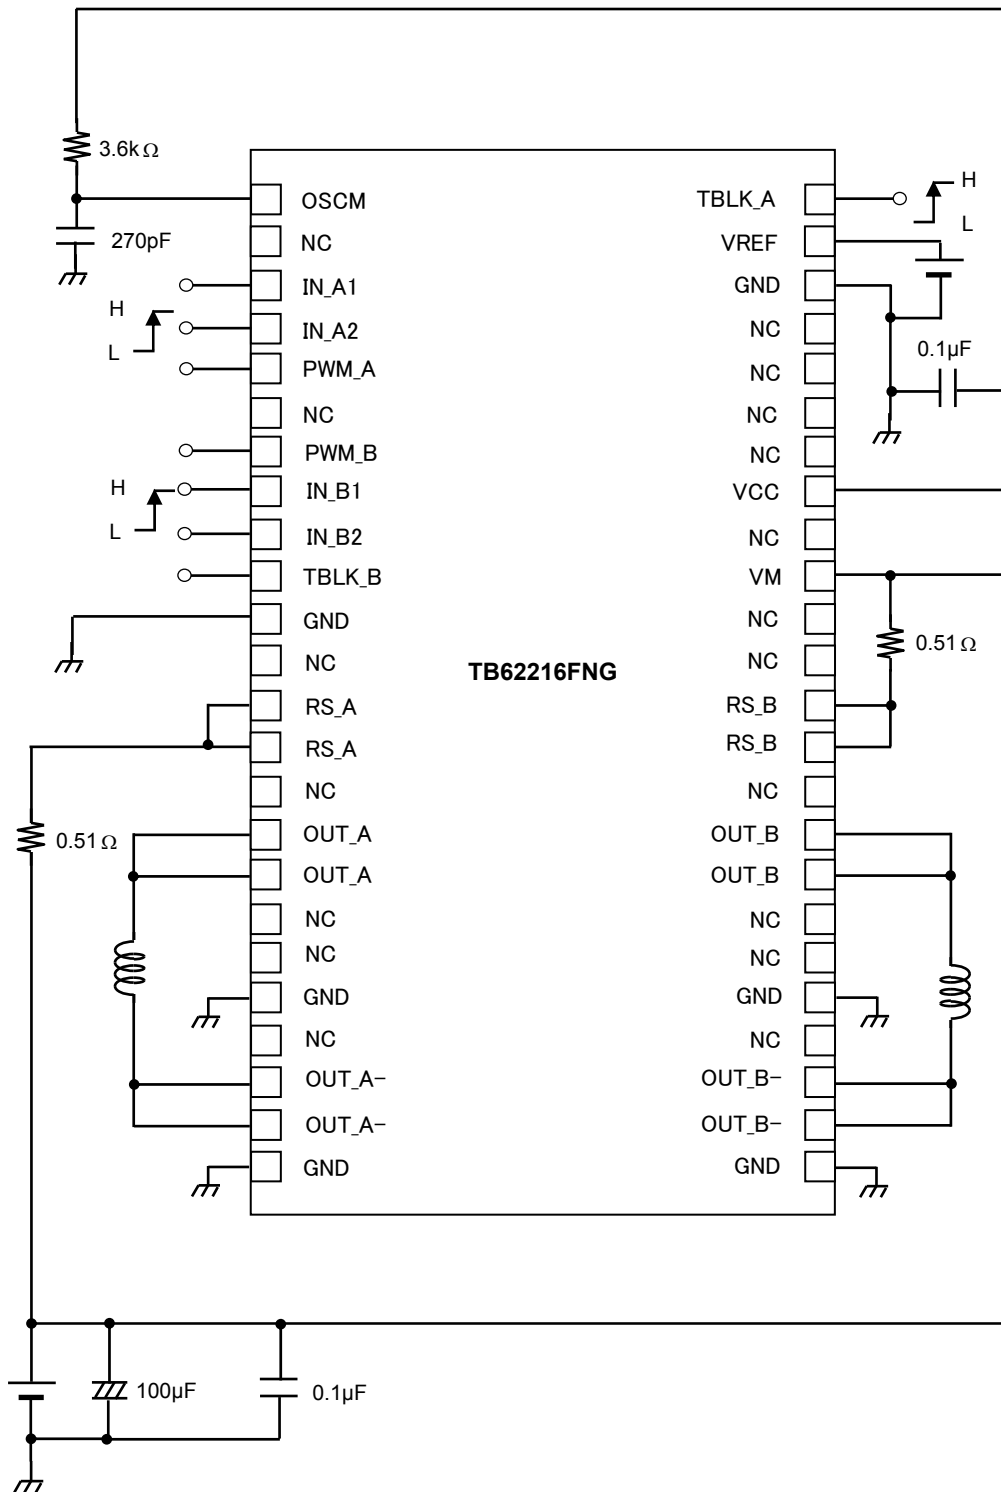 3.6kΩ
270pF
OSCM
NC
IN_A1
IN_A2
PWM_A
NC
PWM_B
IN_B1
IN_B2
TBLK_B
GND
NC
RS_A
RS_A
NC
OUT_A
OUT_A
NC
NC
GND
NC
OUT_A−
OUT_A−
GND
H
L
H
L
0.51Ω
TB62216FNG
TBLK_A
VREF
GND
NC
NC
NC
NC
VCC
NC
VM
NC
NC
RS_B
RS_B
NC
OUT_B
OUT_B
NC
NC
GND
NC
OUT_B−
OUT_B−
GND
H
L
0.1µF
0.51Ω
100µF
0.1µF